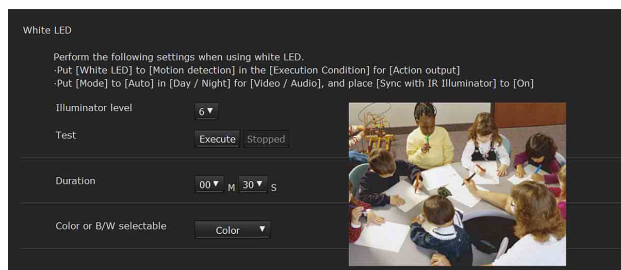 White LED
Perform the following settings when using white LED.
·Put [White LED] to [Motion detection] in the [Execution Condition] for [Action output]
·Put [Mode] to [Auto] in [Day / Night] for [Video / Audio], and place [Sync with IR Illuminator] to [On]
Illuminator level 6 ▼
Test Execute Stopped
Duration 00 ▼ M 30 ▼ S
Color or B/W selectable Color ▼